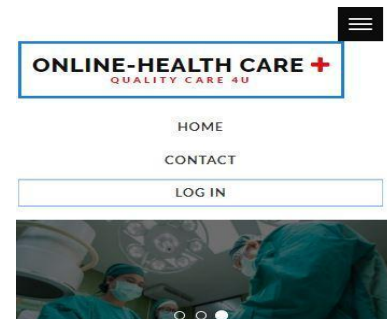 ONLINE-HEALTH CARE
QUALITY CARE 4U
HOME
CONTACT
LOG IN